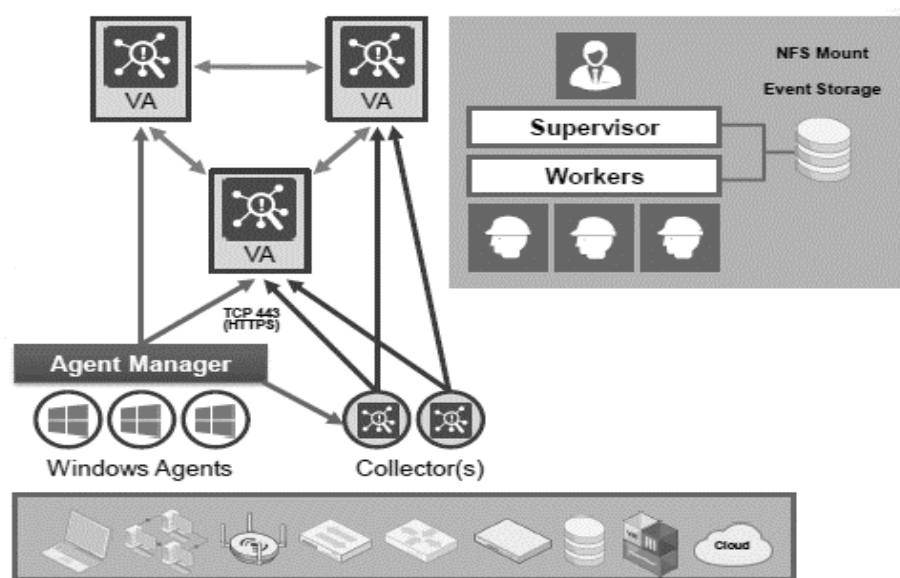 VA
VA
VA
NFS Mount
Event Storage
Supervisor
Workers
TCP 443
(HTTPS)
Agent Manager
Windows Agents
Collector(s)
Cloud